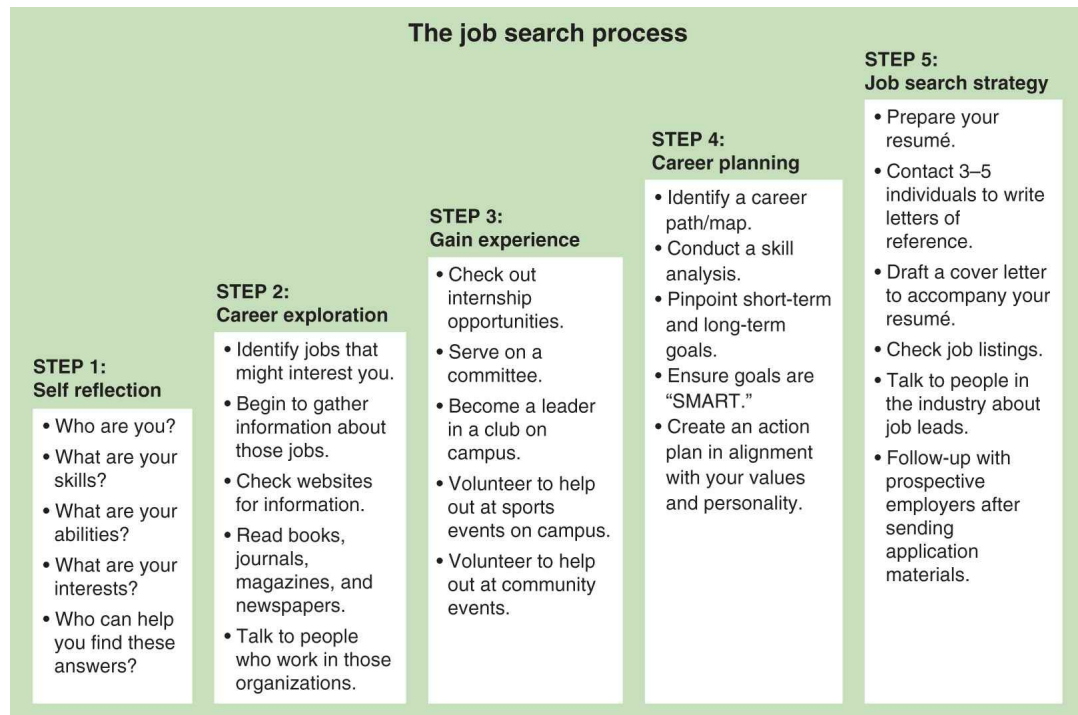 The job search process
STEP 1:
Self reflection
• Who are you?
• What are your
skills?
• What are your
abilities?
• What are your
interests?
• Who can help
you find these
answers?
STEP 2:
Career exploration
• Identify jobs that
might interest you.
• Begin to gather
information about
those jobs.
• Check websites
for information.
• Read books,
journals,
magazines, and
newspapers.
• Talk to people
who work in those
organizations.
STEP 3:
Gain experience
• Check out
internship
opportunities.
• Serve on a
committee.
• Become a leader
in a club on
campus.
• Volunteer to help
out at sports
events on campus.
• Volunteer to help
out at community
events.
STEP 4:
Career planning
• Identify a career
path/map.
• Conduct a skill
analysis.
• Pinpoint short-term
and long-term
goals.
• Ensure goals are
“SMART.”
• Create an action
plan in alignment
with your values
and personality.
STEP 5:
Job search strategy
• Prepare your
resumé.
• Contact 3–5
individuals to write
letters of
reference.
• Draft a cover letter
to accompany your
resumé.
• Check job listings.
• Talk to people in
the industry about
job leads.
• Follow-up with
prospective
employers after
sending
application
materials.